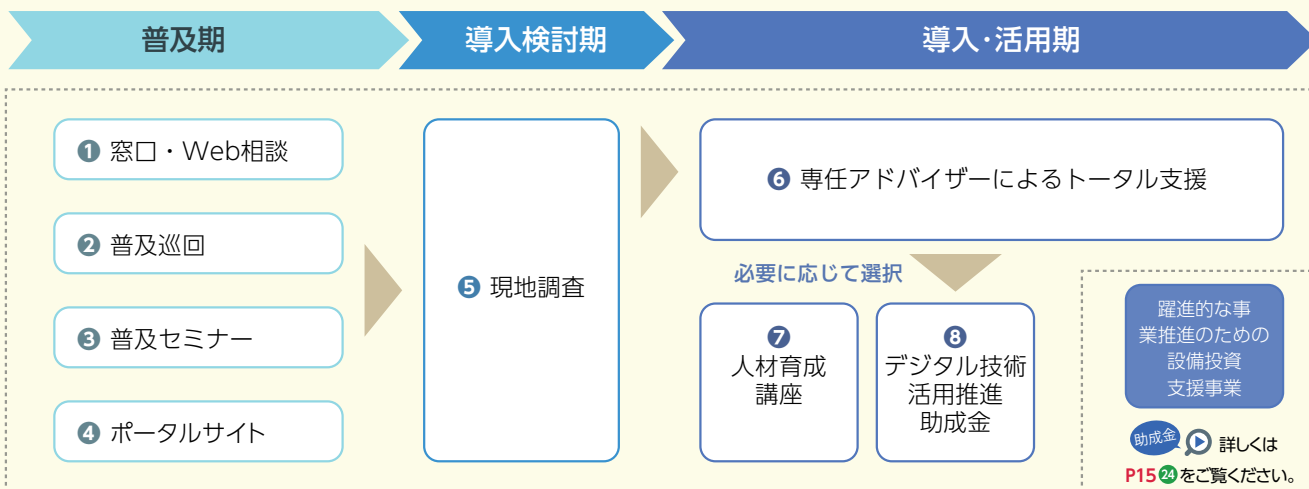 普及期
導入検討期
導入・活用期
❶ 窓口・Web相談
❷ 普及巡回
❸ 普及セミナー
❹ ポータルサイト
❺ 現地調査
❻ 専任アドバイザーによるトータル支援
必要に応じて選択
❼
人材育成
講座
❽
デジタル技術
活用推進
助成金
躍進的な事
業推進のための
設備投資
支援事業
助成金 詳しくは
P15㉔をご覧ください。